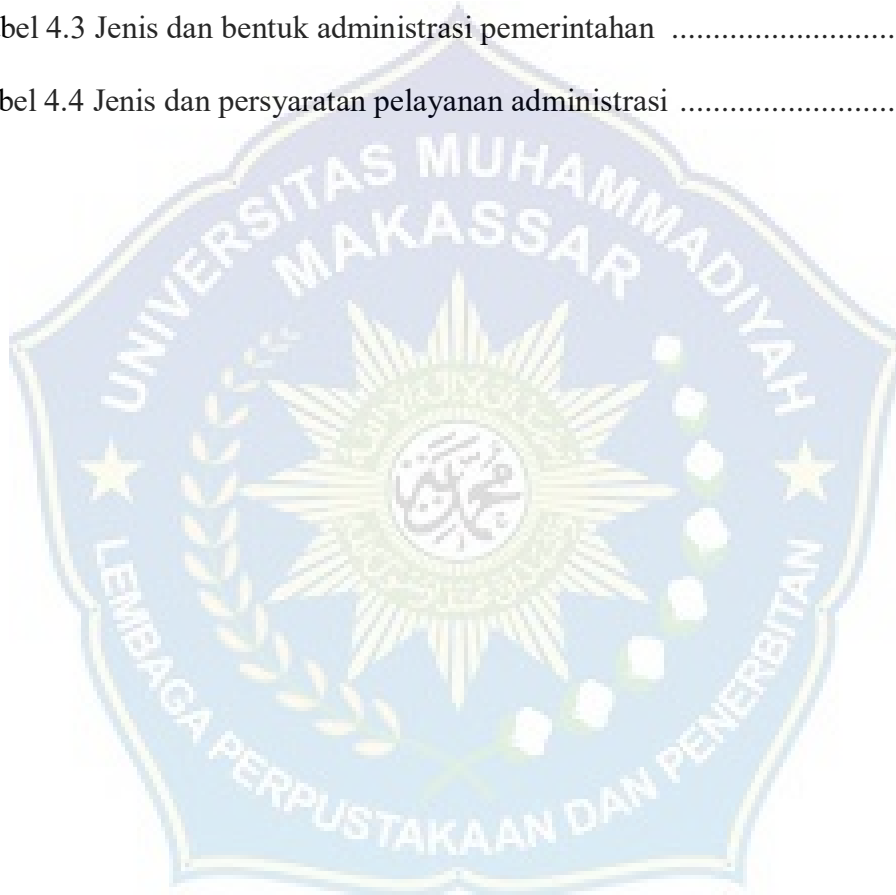 bel 4.3 Jenis dan bentuk administrasi pemerintahan ..........................
bel 4.4 Jenis dan persyaratan pelayanan administrasi .........................
UNIVERSITAS MUHAMMADIYAH
MAKASSAR
LEMBAGA PERPUSTAKAAN DAN PENERBITAN